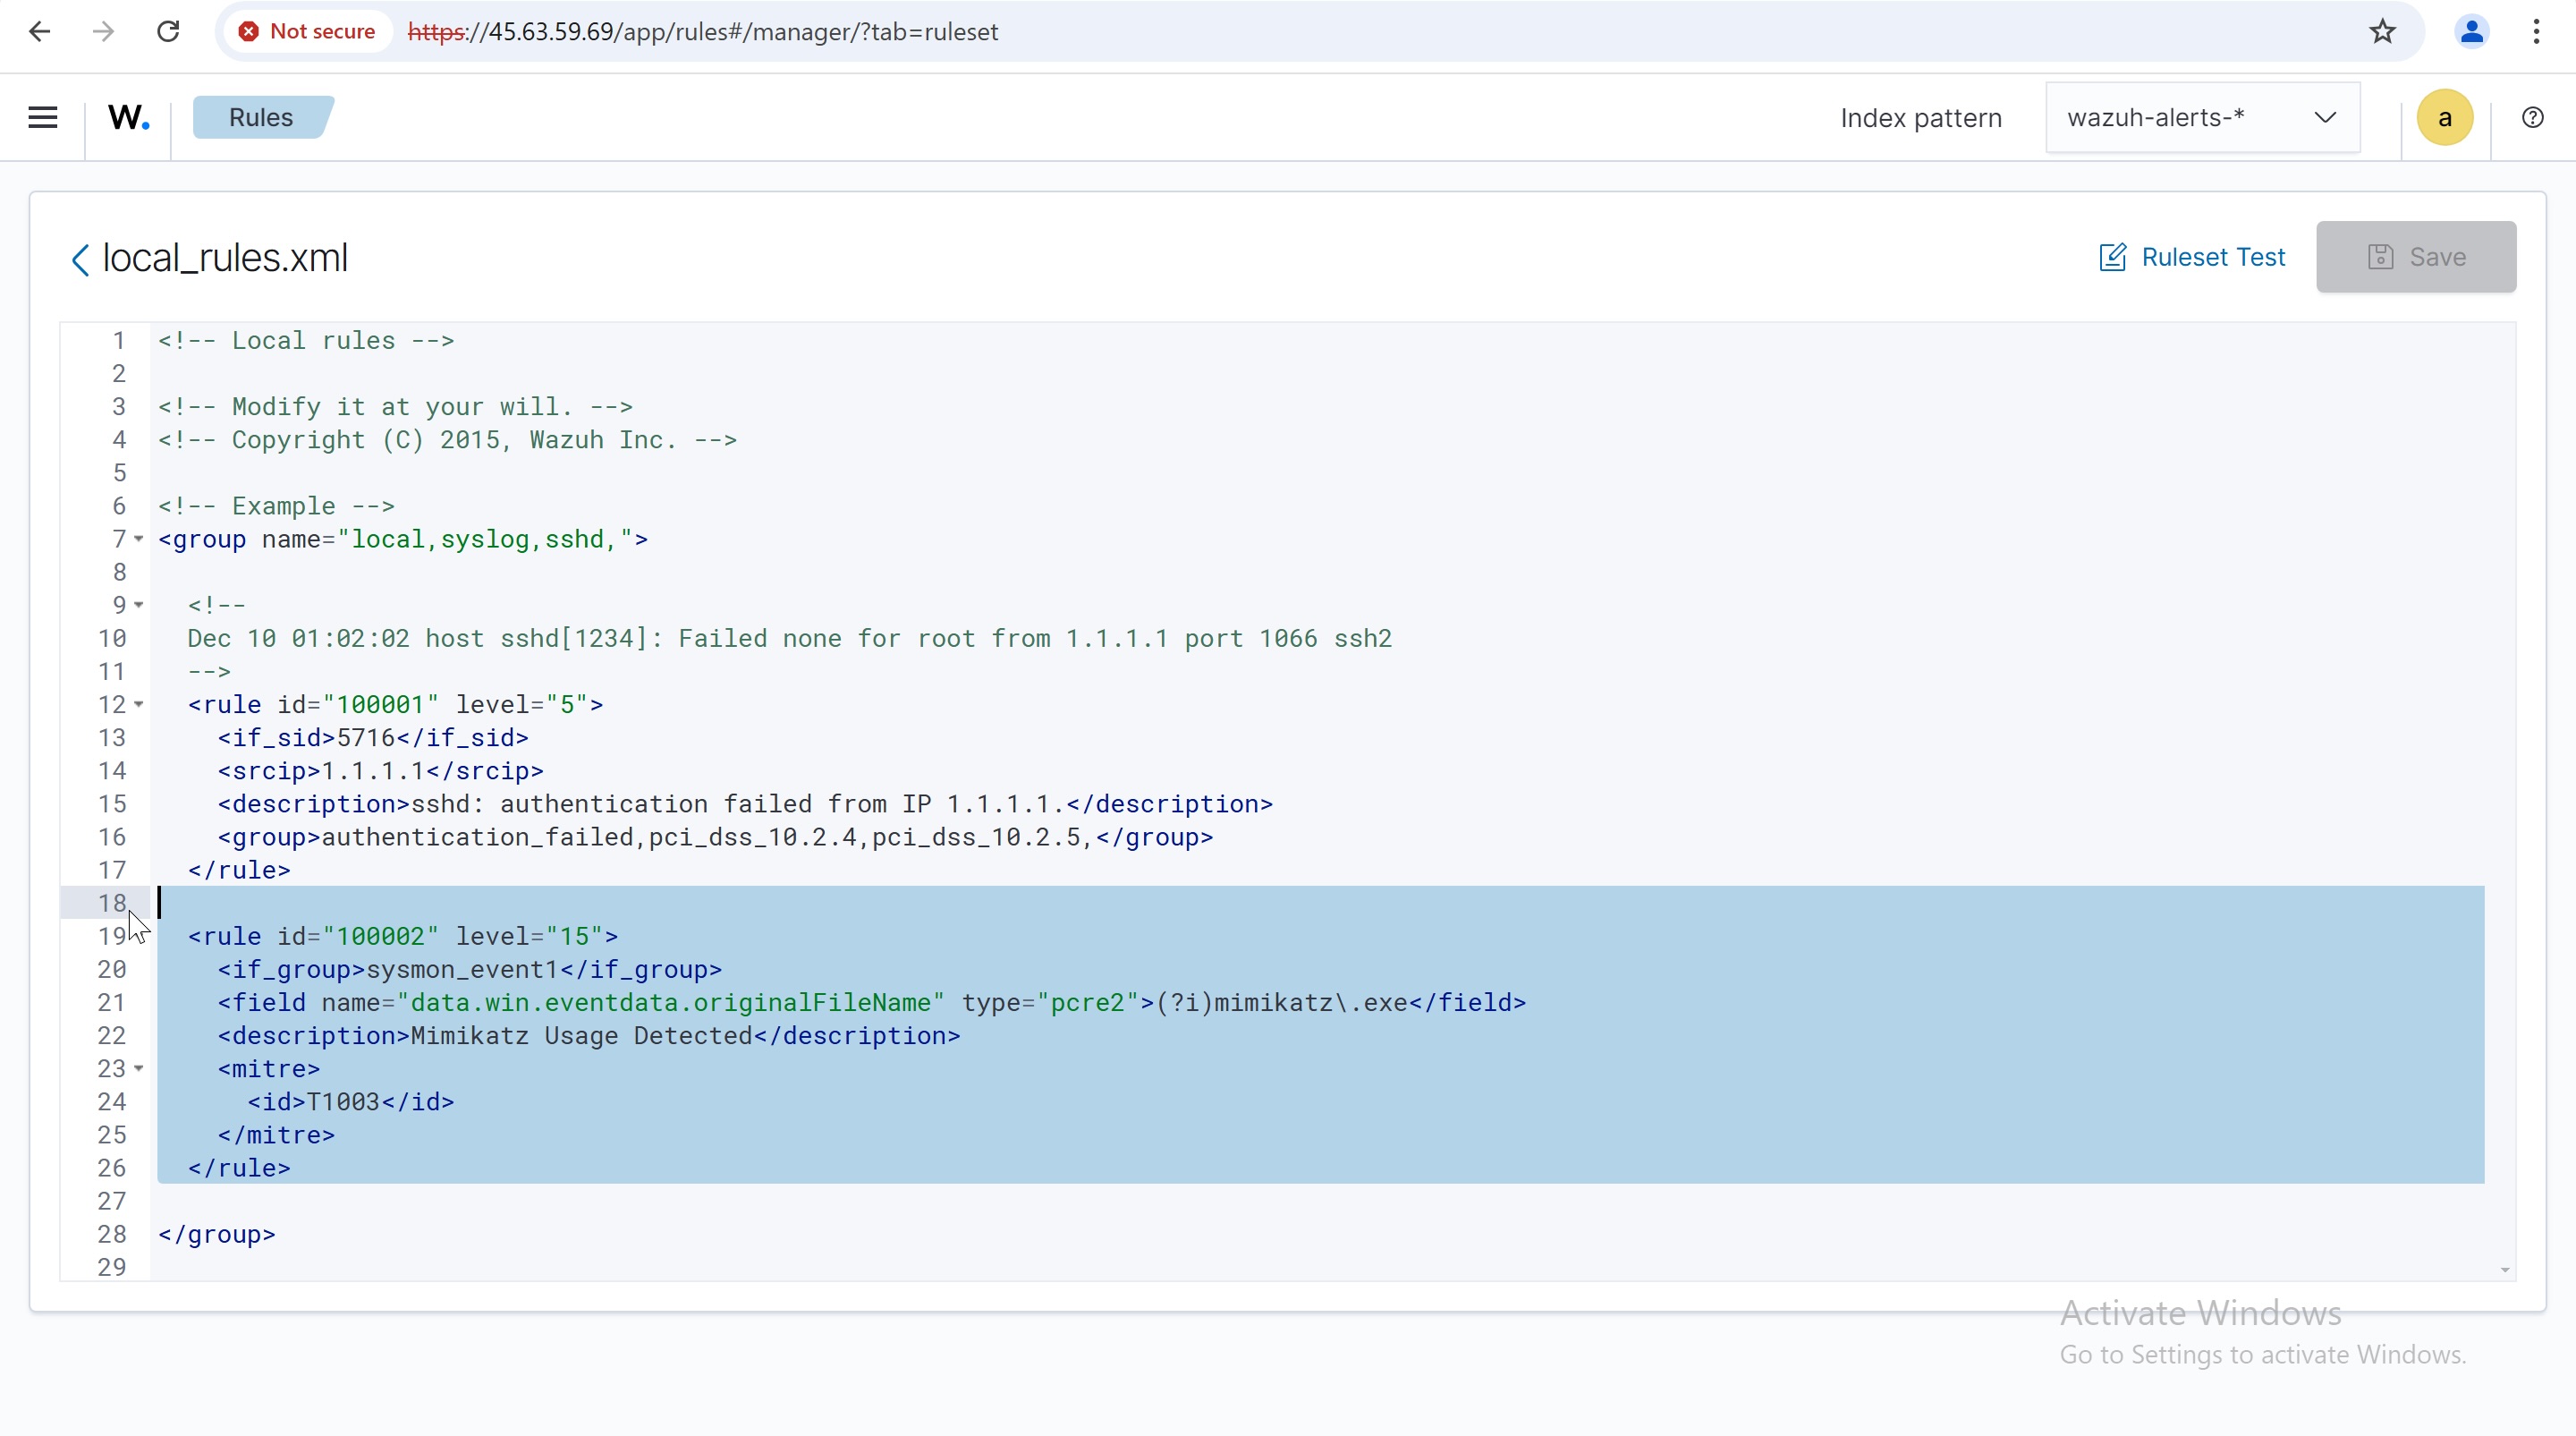 Not secure https://45.63.59.69/app/rules#/manager/?tab=ruleset
W. Rules Index pattern wazuh-alerts-* a
local_rules.xml Ruleset Test Save
1 <!-- Local rules -->
2
3 <!-- Modify it at your will. -->
4 <!-- Copyright (C) 2015, Wazuh Inc. -->
5
6 <!-- Example -->
7 <group name="local,syslog,sshd,">
8
9 <!--
10 Dec 10 01:02:02 host sshd[1234]: Failed none for root from 1.1.1.1 port 1066 ssh2
11 -->
12 <rule id="100001" level="5">
13 <if_sid>5716</if_sid>
14 <srcip>1.1.1.1</srcip>
15 <description>sshd: authentication failed from IP 1.1.1.1.</description>
16 <group>authentication_failed,pci_dss_10.2.4,pci_dss_10.2.5,</group>
17 </rule>
18
19 <rule id="100002" level="15">
20 <if_group>sysmon_event1</if_group>
21 <field name="data.win.eventdata.originalFileName" type="pcre2">(?i)mimikatz\.exe</field>
22 <description>Mimikatz Usage Detected</description>
23 <mitre>
24 <id>T1003</id>
25 </mitre>
26 </rule>
27
28 </group>
29
Activate Windows
Go to Settings to activate Windows.